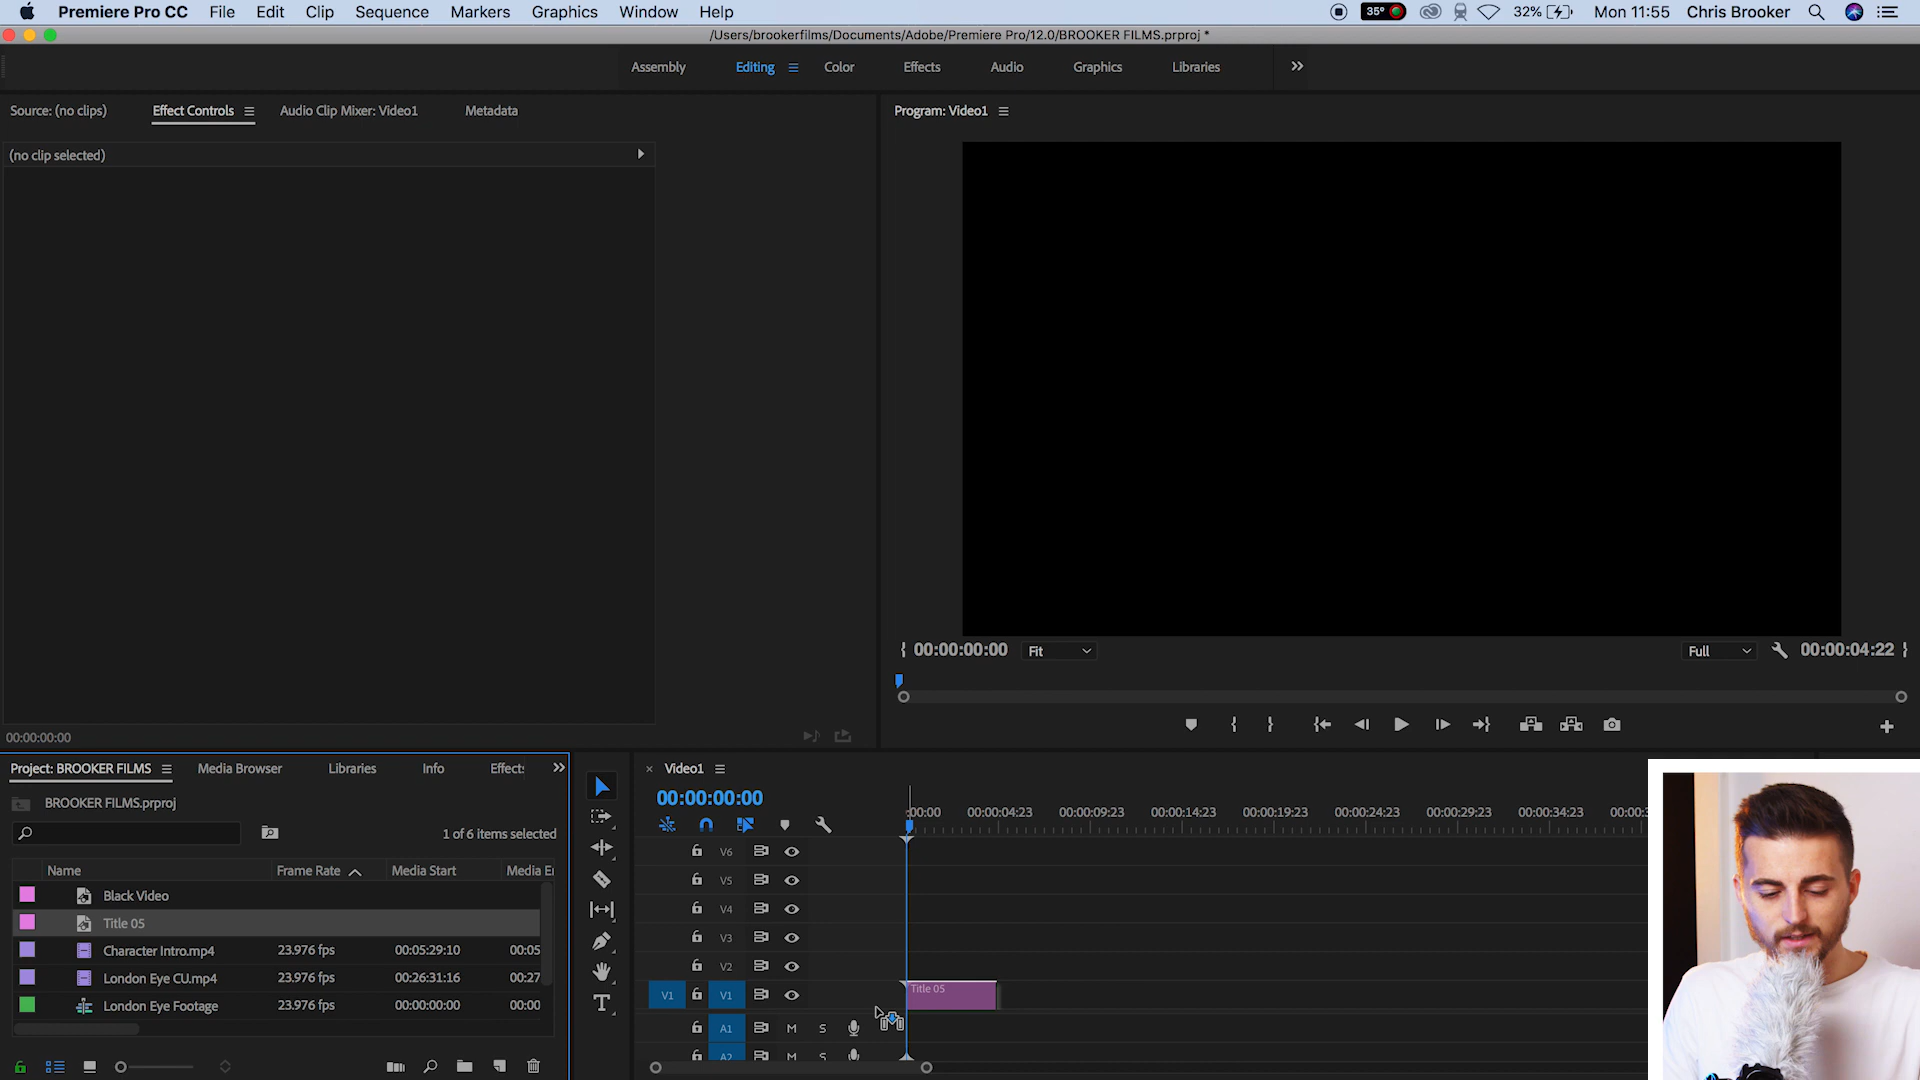 Premiere Pro CC File Edit Clip Sequence Markers Graphics Window Help 35° 32% Mon 11:55 Chris Brooker
/Users/brookerfilms/Documents/Adobe/Premiere Pro/12.0/BROOKER FILMS.prproj *
Assembly Editing Color Effects Audio Graphics Libraries
Source: (no clips) Effect Controls Audio Clip Mixer: Video1 Metadata
Program: Video1
(no clip selected)
00:00:00:00 Fit Full 00:00:04:22
00:00:00:00
Project: BROOKER FILMS Media Browser Libraries Info Effects
BROOKER FILMS.prproj
1 of 6 items selected
Name Frame Rate Media Start Media En
Black Video
Title 05
Character Intro.mp4 23.976 fps 00:05:29:10 00:05
London Eye CU.mp4 23.976 fps 00:26:31:16 00:27
London Eye Footage 23.976 fps 00:00:00:00 00:00
T
Video1
00:00:00:00
:00:00 00:00:04:23 00:00:09:23 00:00:14:23 00:00:19:23 00:00:24:23 00:00:29:23 00:00:34:23 00:00:3
V6
V5
V4
V3
V2
V1 V1 Title 05
A1 M S
A2 M S